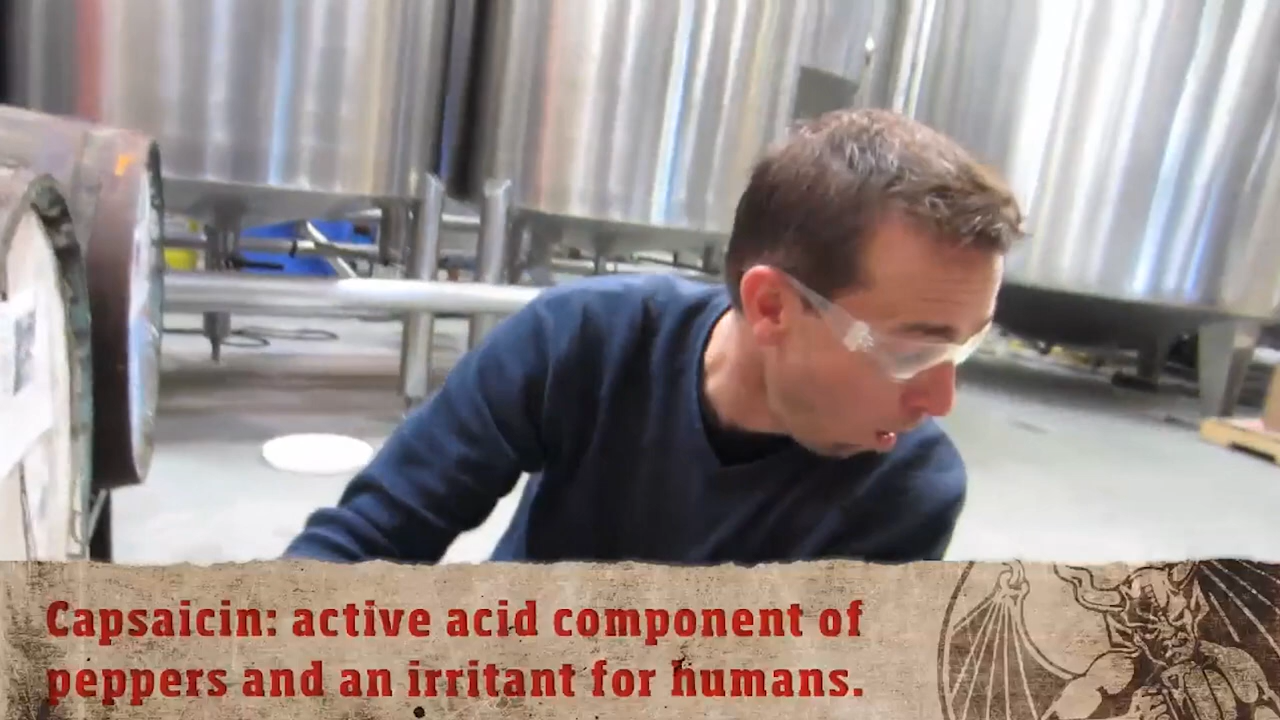 Capsaicin: active acid component of
peppers and an irritant for humans.